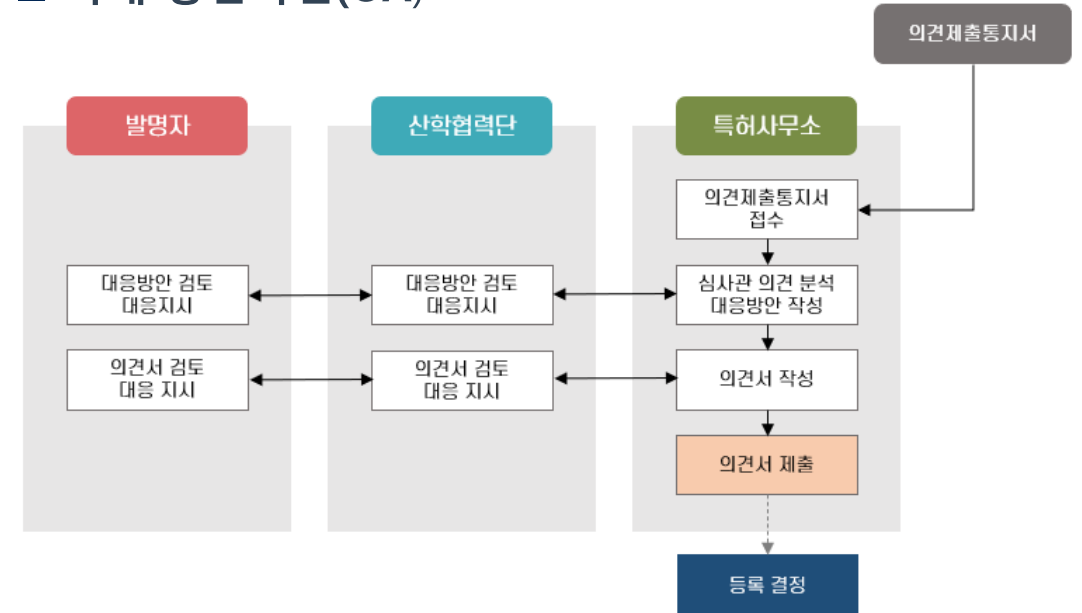 의견제출통지서
발명자
산학협력단
특허사무소
의견제출통지서
접수
대응방안 검토
대응지시
대응방안 검토
대응지시
심사관 의견 분석
대응방안 작성
의견서 검토
대응 지시
의견서 검토
대응 지시
의견서 작성
의견서 제출
등록 결정